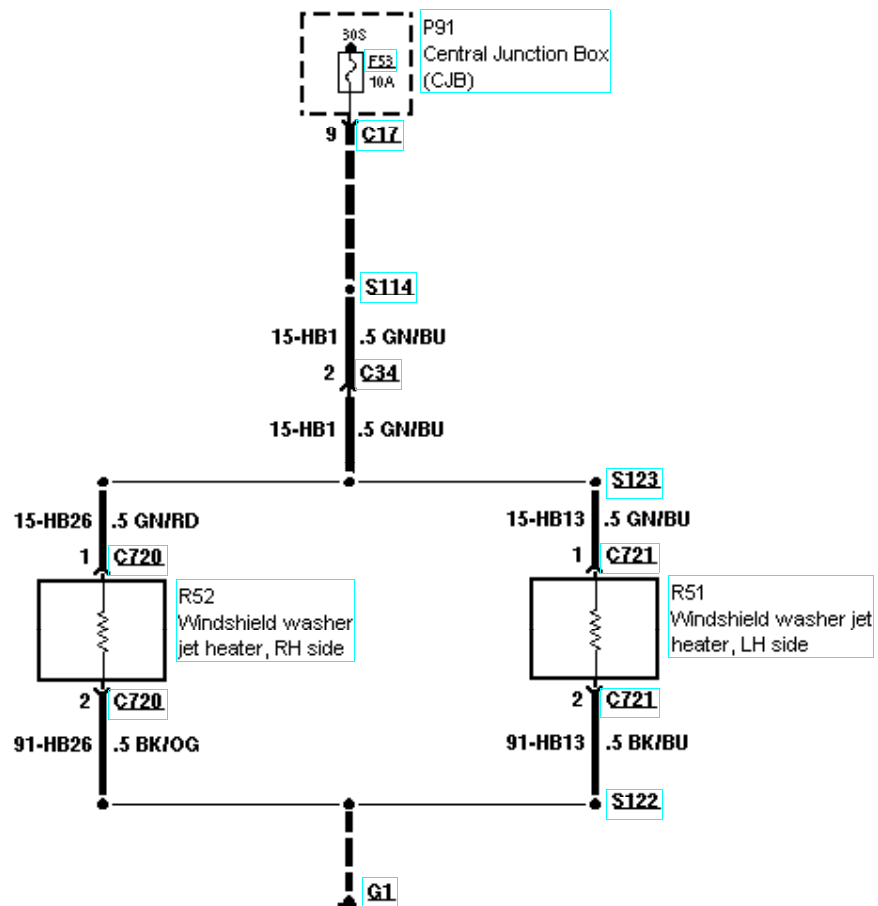 P91
Central Junction Box
(CJB)
30S
F53
10A
9 C17
S114
15-HB1 .5 GN/BU
2 C34
15-HB1 .5 GN/BU
S123
15-HB26 .5 GN/RD
15-HB13 .5 GN/BU
1 C720
1 C721
R52
Windshield washer
jet heater, RH side
R51
Windshield washer jet
heater, LH side
2 C720
2 C721
91-HB26 .5 BK/OG
91-HB13 .5 BK/BU
S122
G1